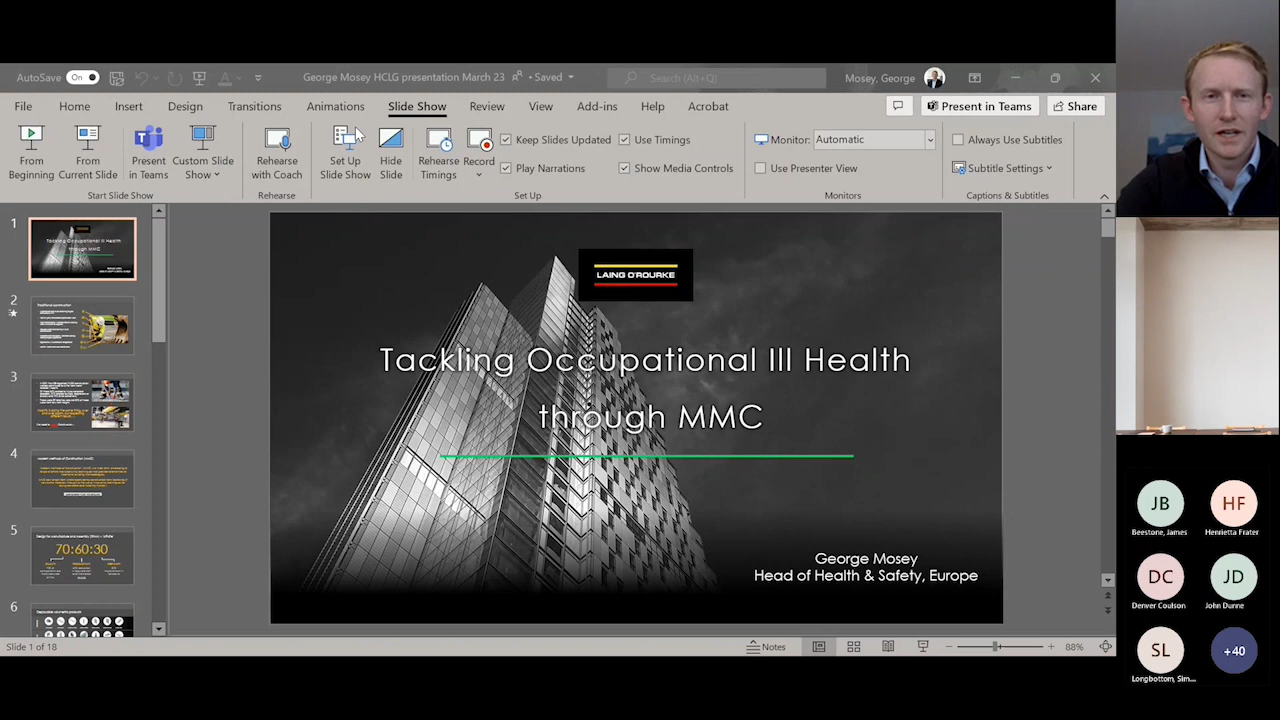 AutoSave
On
George Mosey HCLG presentation March 23
• Saved
Search (Alt+Q)
Mosey, George
File
Home
Insert
Design
Transitions
Animations
Slide Show
Review
View
Add-ins
Help
Acrobat
Present in Teams
Share
From
Beginning
From
Current Slide
Present
in Teams
Custom Slide
Show
Rehearse
with Coach
Set Up
Slide Show
Hide
Slide
Rehearse
Timings
Record
Keep Slides Updated
Play Narrations
Use Timings
Show Media Controls
Monitor:
Automatic
Use Presenter View
Always Use Subtitles
Subtitle Settings
Start Slide Show
Rehearse
Set Up
Monitors
Captions & Subtitles
1
2
3
4
5
70:60:30
6
LAING O'ROURKE
Tackling Occupational Ill Health
through MMC
George Mosey
Head of Health & Safety, Europe
Slide 1 of 18
Notes
88%
JB
Beestone, James
HF
Henrietta Frater
DC
Denver Coulson
JD
John Dunne
SL
Longbottom, Sim...
+40